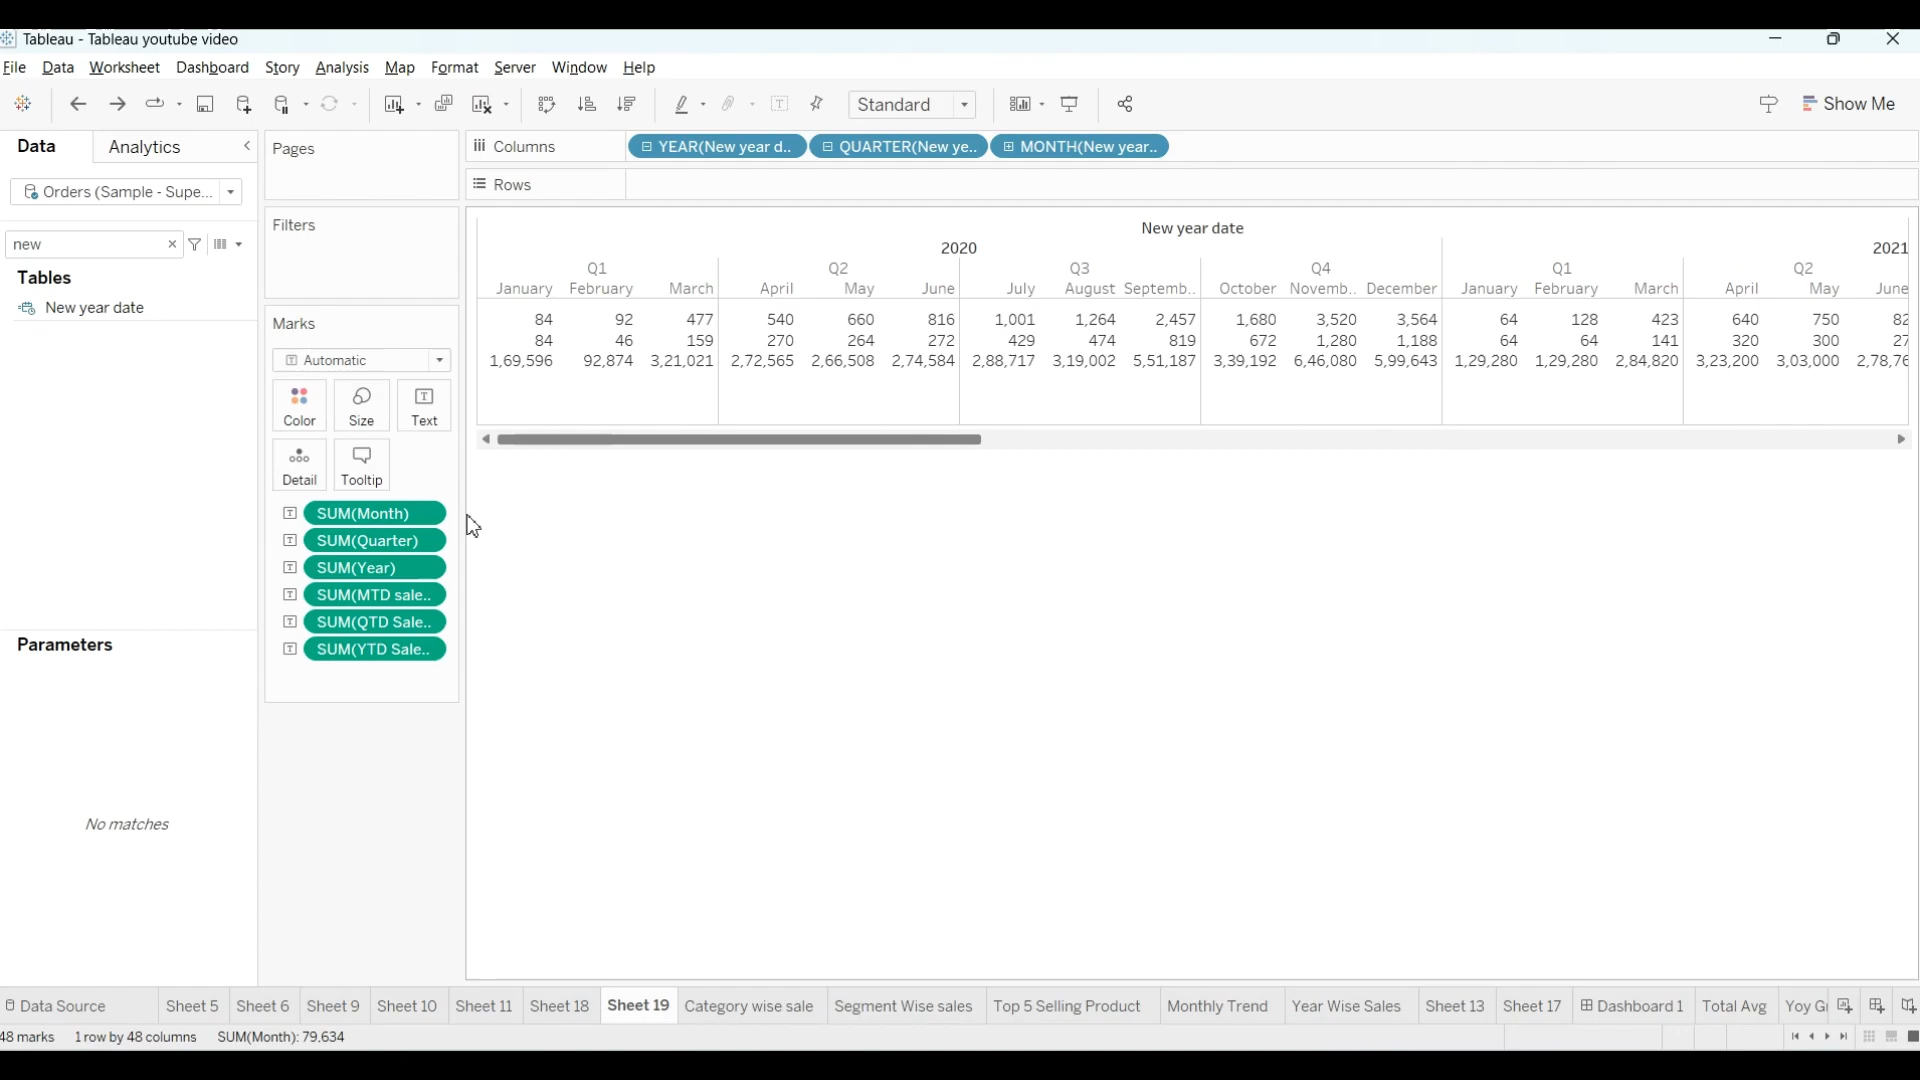 Tableau - Tableau youtube video
File Data Worksheet Dashboard Story Analysis Map Format Server Window Help
Standard
Show Me
Data Analytics
Pages
Columns YEAR(New year d.. QUARTER(New ye.. MONTH(New year..
Rows
Orders (Sample - Supe...
Filters
new
Tables
New year date
New year date
2020 2021
Q1 Q2 Q3 Q4 Q1 Q2
January February March April May June July August Septemb.. October Novemb.. December January February March April May June
84 92 477 540 660 816 1,001 1,264 2,457 1,680 3,520 3,564 64 128 423 640 750 82
84 46 159 270 264 272 429 474 819 672 1,280 1,188 64 64 141 320 300 27
1,69,596 92,874 3,21,021 2,72,565 2,66,508 2,74,584 2,88,717 3,19,002 5,51,187 3,39,192 6,46,080 5,99,643 1,29,280 1,29,280 2,84,820 3,23,200 3,03,000 2,78,76
Marks
Automatic
Color Size Text
Detail Tooltip
SUM(Month)
SUM(Quarter)
SUM(Year)
SUM(MTD sale..
SUM(QTD Sale..
SUM(YTD Sale..
Parameters
No matches
Data Source Sheet 5 Sheet 6 Sheet 9 Sheet 10 Sheet 11 Sheet 18 Sheet 19 Category wise sale Segment Wise sales Top 5 Selling Product Monthly Trend Year Wise Sales Sheet 13 Sheet 17 Dashboard 1 Total Avg Yoy G
48 marks 1 row by 48 columns SUM(Month): 79,634